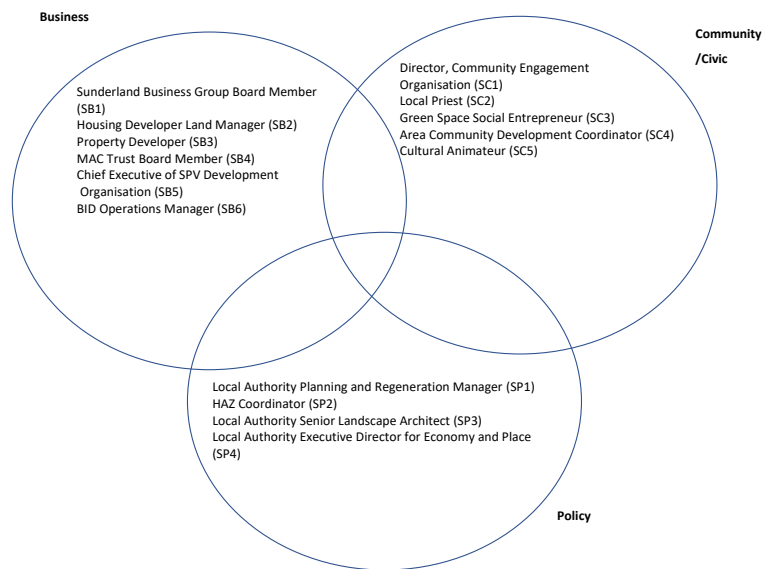 Business
Community
/Civic
Sunderland Business Group Board Member
(SB1)
Housing Developer Land Manager (SB2)
Property Developer (SB3)
MAC Trust Board Member (SB4)
Chief Executive of SPV Development
Organisation (SB5)
BID Operations Manager (SB6)
Director, Community Engagement
Organisation (SC1)
Local Priest (SC2)
Green Space Social Entrepreneur (SC3)
Area Community Development Coordinator (SC4)
Cultural Animateur (SC5)
Local Authority Planning and Regeneration Manager (SP1)
HAZ Coordinator (SP2)
Local Authority Senior Landscape Architect (SP3)
Local Authority Executive Director for Economy and Place
(SP4)
Policy